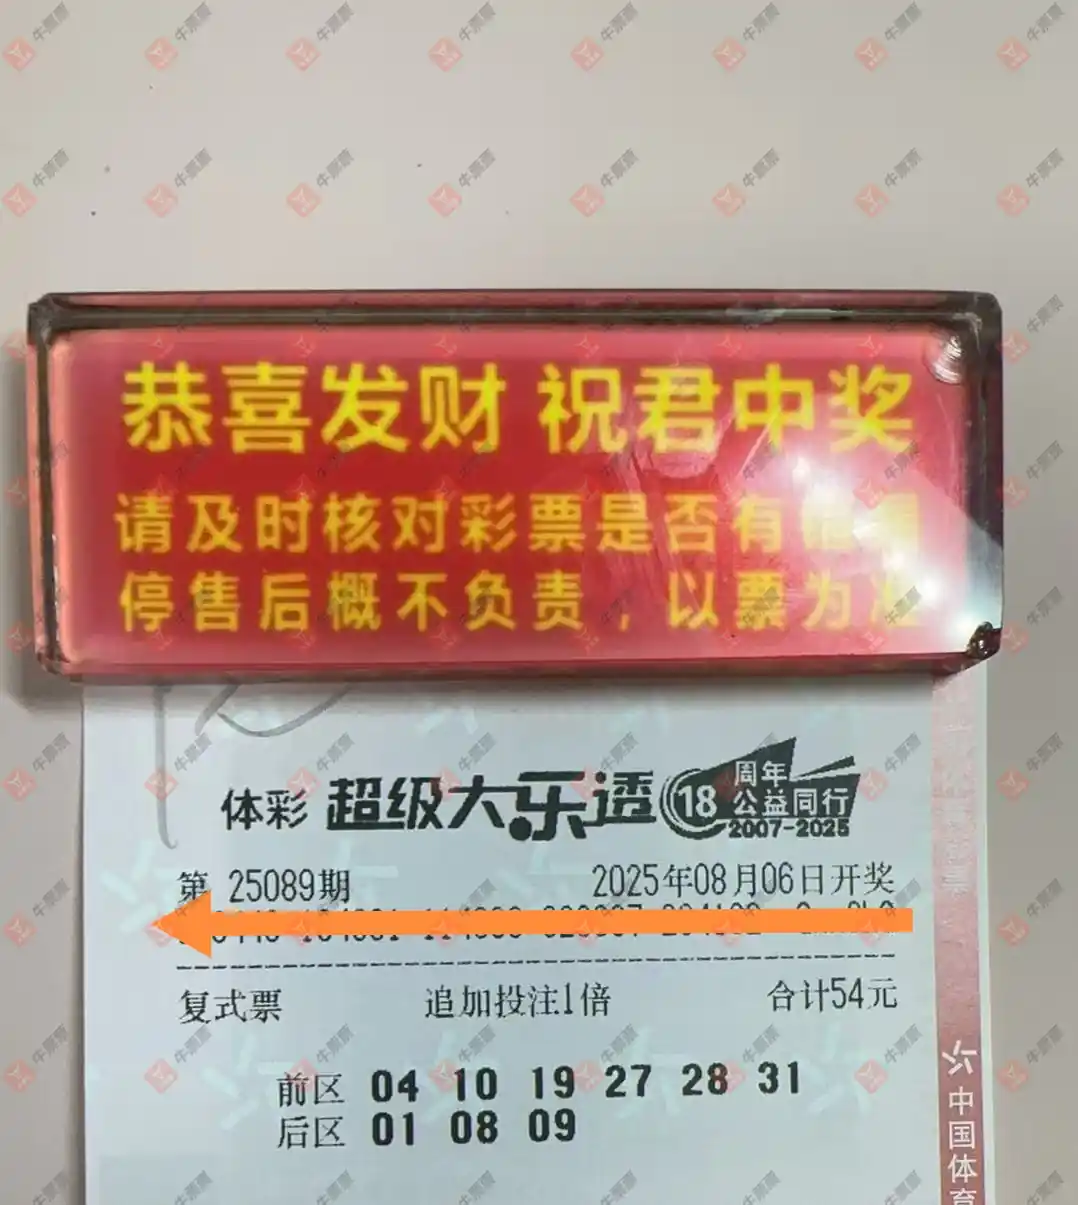 恭喜发财 祝君中奖
请及时核对彩票是否有
停售后概不负责，以票为准
体彩 超级大乐透 18 周年 公益同行 2007-2025
第 25089期 2025年08月06日开奖
复式票 追加投注1倍 合计54元
前区 04 10 19 27 28 31
后区 01 08 09
中国体育
牛票票